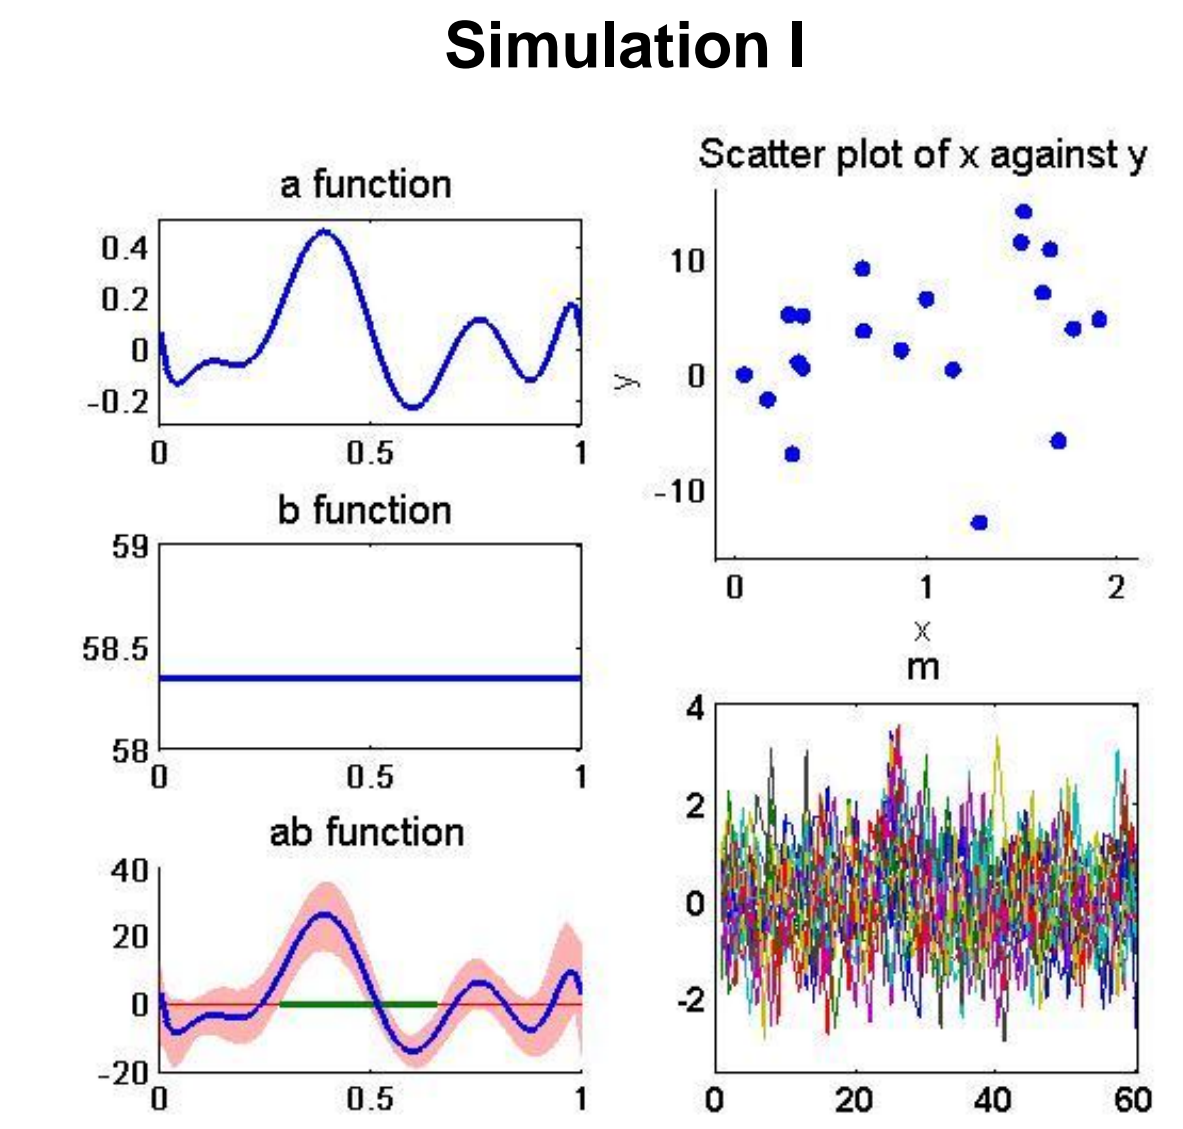 Simulation I
a function
0.4
0.2
0
-0.2
0 0.5 1
b function
59
58.5
58
0 0.5 1
ab function
40
20
0
-20
0 0.5 1
Scatter plot of x against y
y
10
0
-10
0 1 2
x
m
4
2
0
-2
0 20 40 60